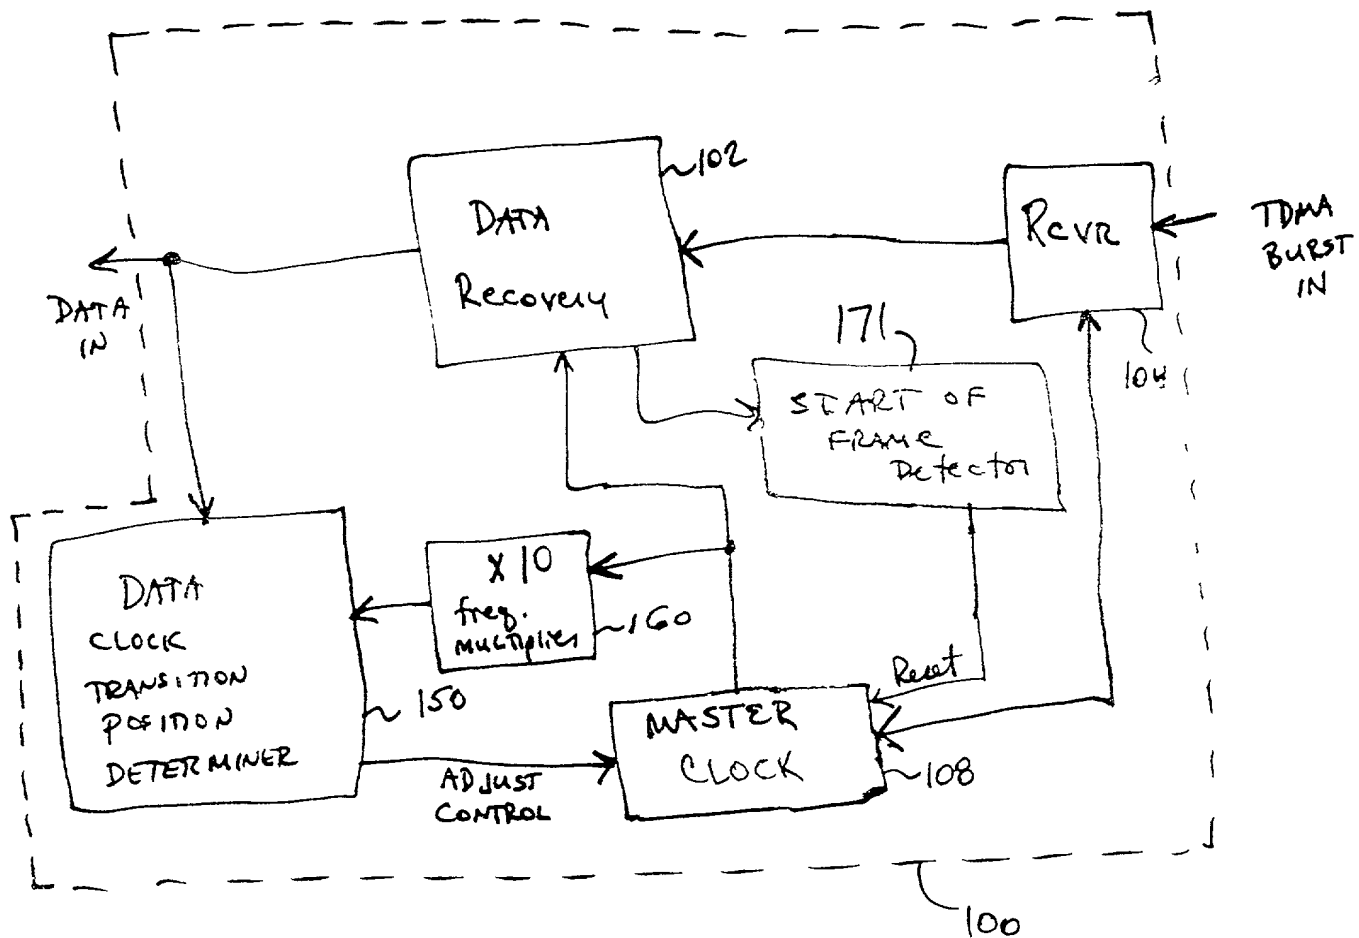 102
DATA
Recovery
Rcvr
TDMA
BURST
IN
DATA
IN
171
104
START OF
FRAME
Detector
X 10
freq.
multiplier
160
DATA
CLOCK
TRANSITION
POSITION
DETERMINER
150
Reset
MASTER
CLOCK
108
ADJUST
CONTROL
100